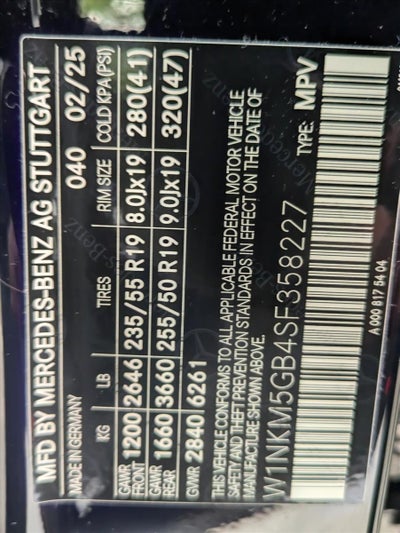 MFD BY MERCEDES-BENZ AG STUTTGART
MADE IN GERMANY 040 02/25
KG LB TIRES RIM SIZE COLD KPA(PSI)
GAWR FRONT 1200 2646 235/55 R19 8.0Jx19 280(41)
GAWR REAR 1660 3660 255/50 R19 9.0Jx19 320(47)
GVWR 2840 6261
THIS VEHICLE CONFORMS TO ALL APPLICABLE FEDERAL MOTOR VEHICLE
THEFT PREVENTION STANDARDS IN EFFECT ON THE DATE OF
MANUFACTURE SHOWN ABOVE.
W1NKM5GB4SF358227 TYPE: MPV
A 000 817 54 04